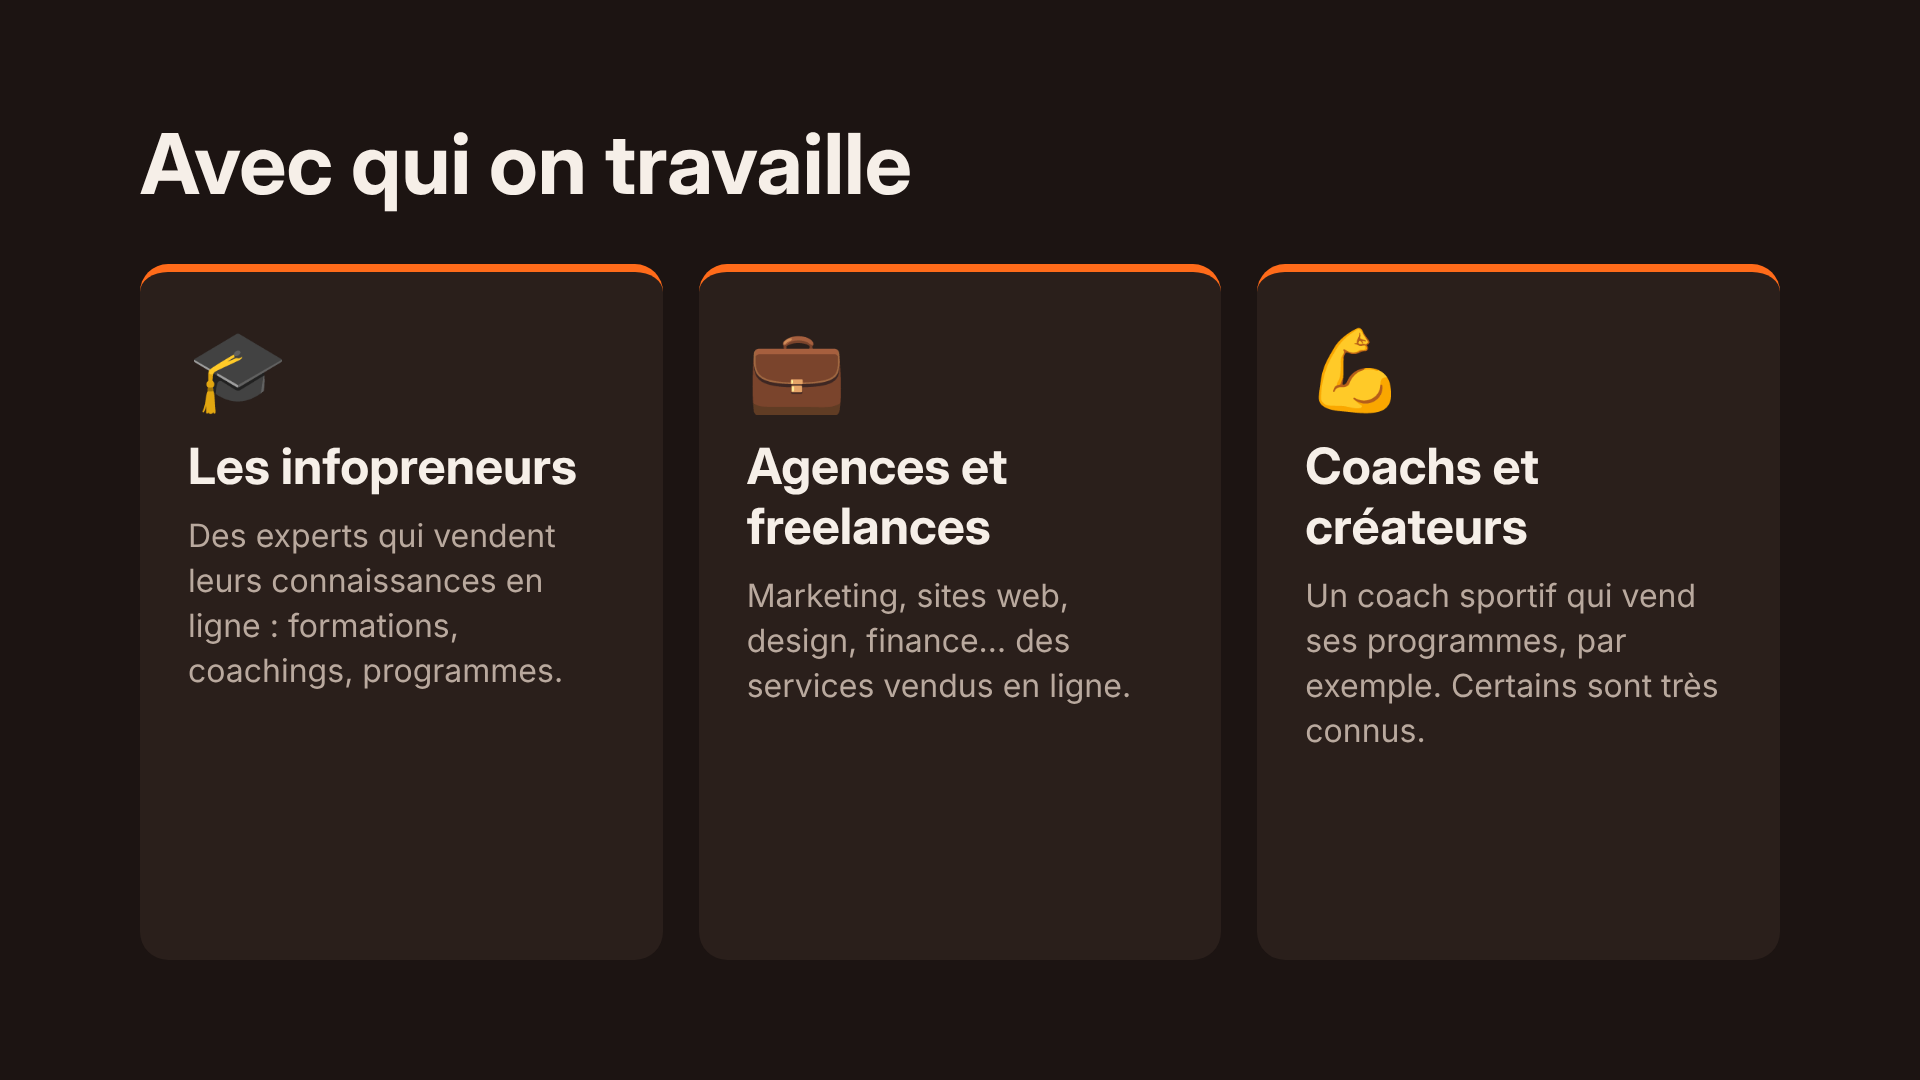 Avec qui on travaille
Les infopreneurs
Des experts qui vendent
leurs connaissances en
ligne : formations,
coachings, programmes.
Agences et
freelances
Marketing, sites web,
design, finance... des
services vendus en ligne.
Coachs et
créateurs
Un coach sportif qui vend
ses programmes, par
exemple. Certains sont très
connus.